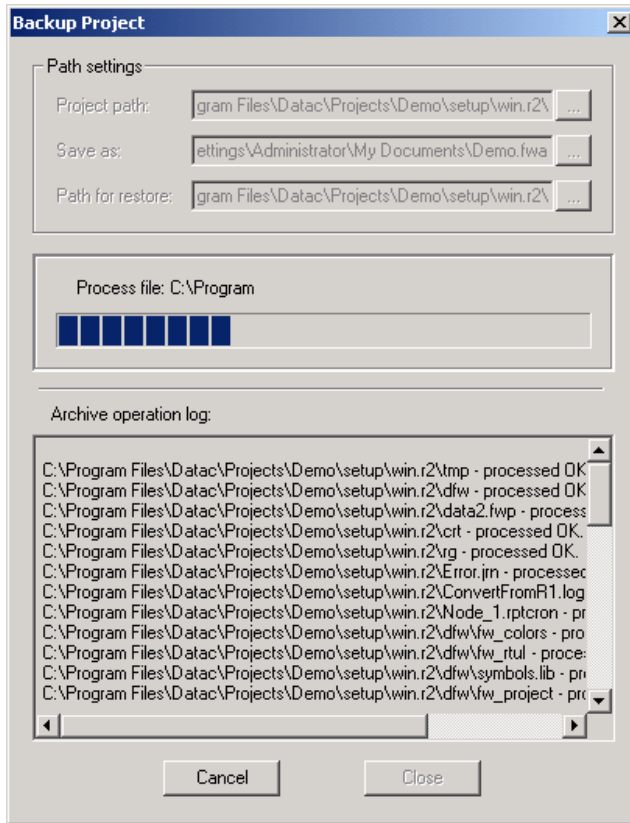 Backup Project
Path settings
Project path: gram Files\Datac\Projects\Demo\setup\win.r2\ ...
Save as: ettings\Administrator\My Documents\Demo.fwa ...
Path for restore: gram Files\Datac\Projects\Demo\setup\win.r2\ ...
Process file: C:\Program
Archive operation log:
C:\Program Files\Datac\Projects\Demo\setup\win.r2\tmp - processed OK
C:\Program Files\Datac\Projects\Demo\setup\win.r2\dfw - processed OK
C:\Program Files\Datac\Projects\Demo\setup\win.r2\data2.fwp - process
C:\Program Files\Datac\Projects\Demo\setup\win.r2\crt - processed OK.
C:\Program Files\Datac\Projects\Demo\setup\win.r2\rg - processed OK.
C:\Program Files\Datac\Projects\Demo\setup\win.r2\Error.jrn - processed
C:\Program Files\Datac\Projects\Demo\setup\win.r2\ConvertFromR1.log
C:\Program Files\Datac\Projects\Demo\setup\win.r2\Node_1.rptcron - pr
C:\Program Files\Datac\Projects\Demo\setup\win.r2\dfw\fw_colors - pro
C:\Program Files\Datac\Projects\Demo\setup\win.r2\dfw\fw_rtul - proces
C:\Program Files\Datac\Projects\Demo\setup\win.r2\dfw\symbols.lib - pr
C:\Program Files\Datac\Projects\Demo\setup\win.r2\dfw\fw_project - pro
Cancel Close